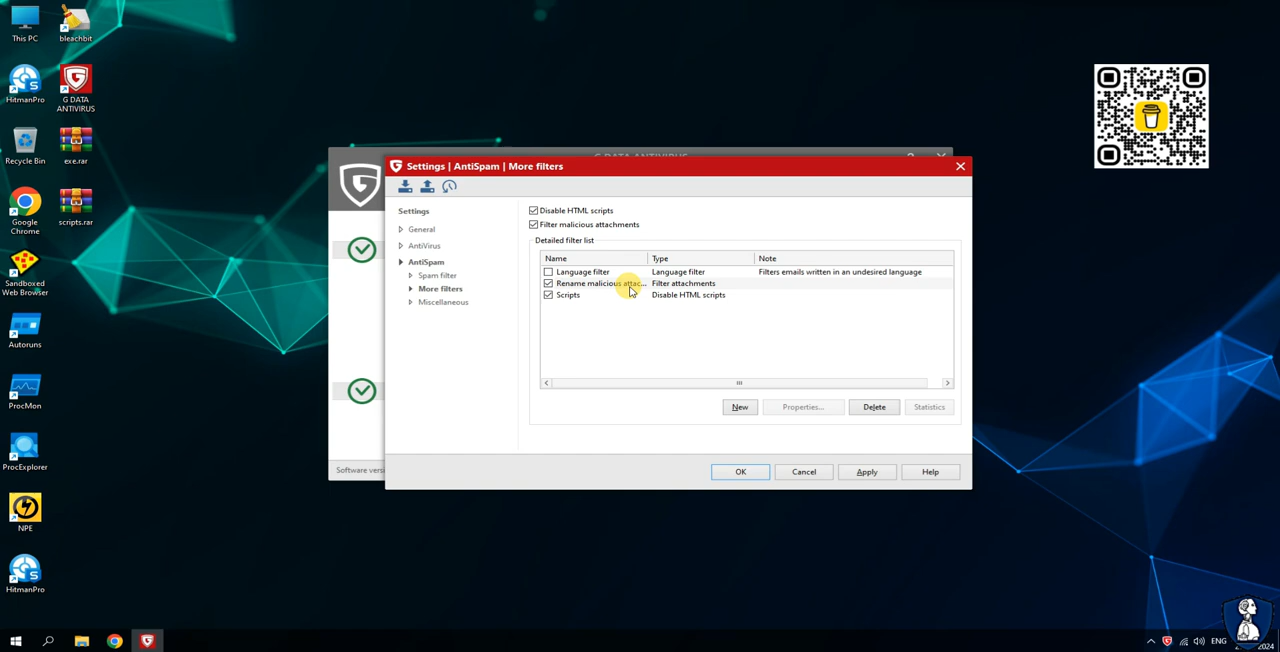 This PC
bleachbit
HitmanPro
G DATA
ANTIVIRUS
Recycle Bin
exe.rar
Google
Chrome
scripts.rar
Sandboxed
Web Browser
Autoruns
ProcMon
ProcExplorer
NPE
HitmanPro
G DATA ANTIVIRUS
Settings | AntiSpam | More filters
Settings
General
AntiVirus
AntiSpam
Spam filter
More filters
Miscellaneous
Disable HTML scripts
Filter malicious attachments
Detailed filter list
Name Type Note
Language filter Language filter Filters emails written in an undesired language
Rename malicious attac... Filter attachments
Scripts Disable HTML scripts
New Properties... Delete Statistics
Software versi
OK Cancel Apply Help
ENG
2024